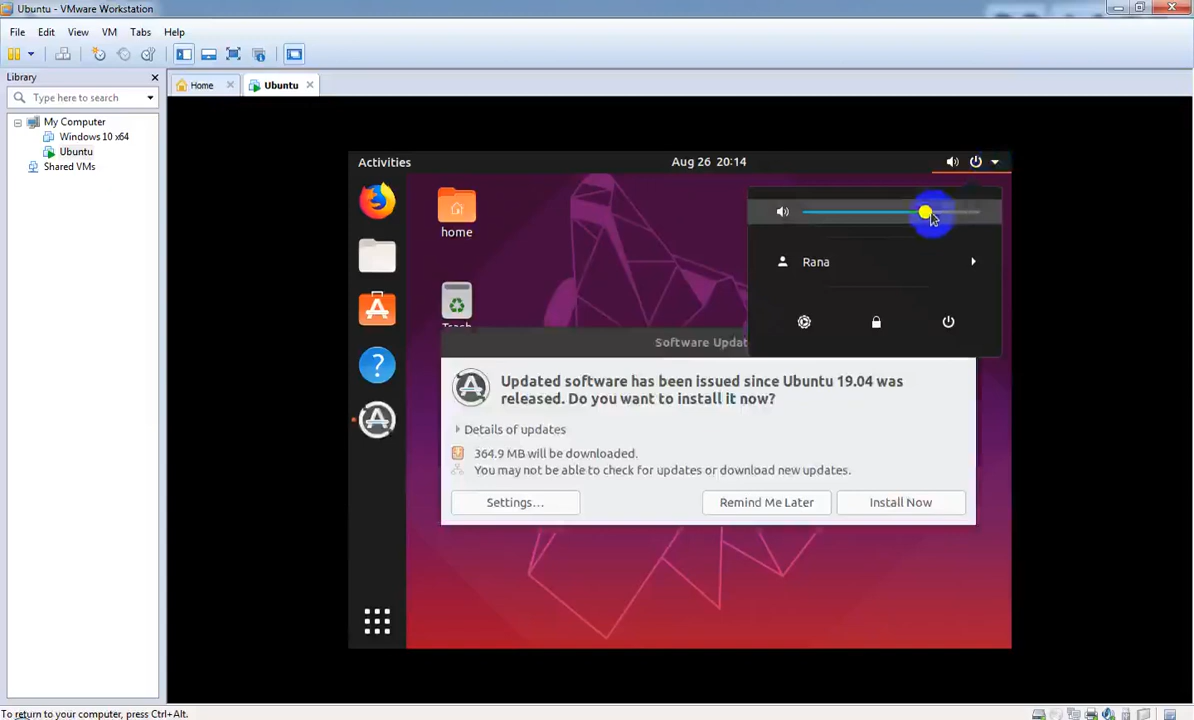 Ubuntu - VMware Workstation
File Edit View VM Tabs Help
Library
Type here to search
My Computer
Windows 10 x64
Ubuntu
Shared VMs
Home
Ubuntu
Activities
Aug 26 20:14
home
Trash
Rana
Software Updat
Updated software has been issued since Ubuntu 19.04 was
released. Do you want to install it now?
Details of updates
364.9 MB will be downloaded.
You may not be able to check for updates or download new updates.
Settings...
Remind Me Later
Install Now
To return to your computer, press Ctrl+Alt.